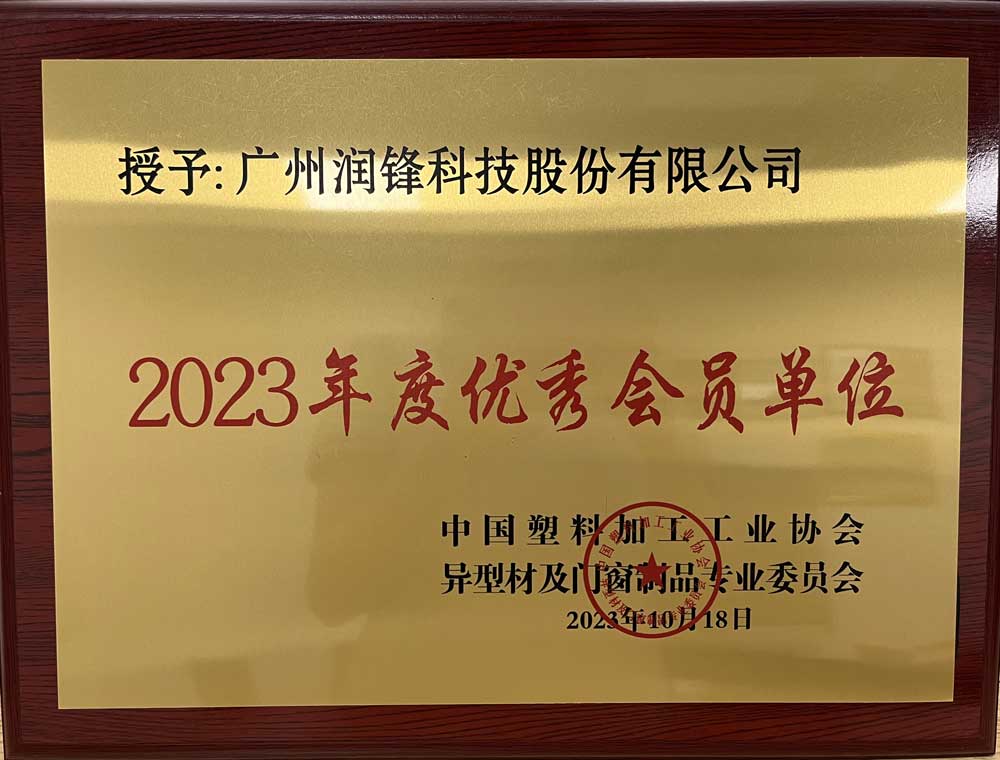 授予:广州润锋科技股份有限公司
2023年度优秀会员单位
中国塑料加工工业协会
异型材及门窗制品专业委员会
2023年10月18日